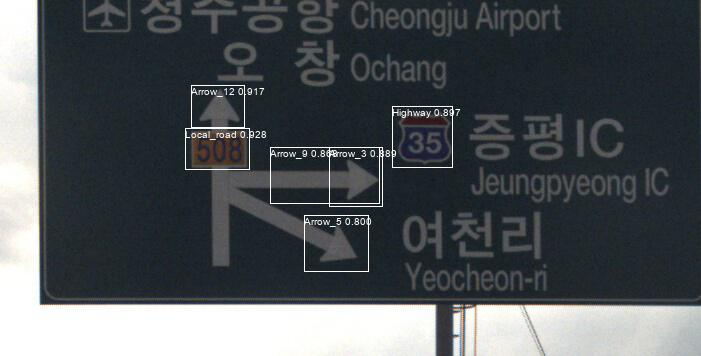 청주공항 Cheongju Airport
오 창 Ochang
Arrow_12 0.917
Local_road 0.928
508
Highway 0.897
35
증평IC
Jeungpyeong IC
Arrow_9 0.86
Arrow_3 0.889
Arrow_5 0.800
여천리
Yeocheon-ri